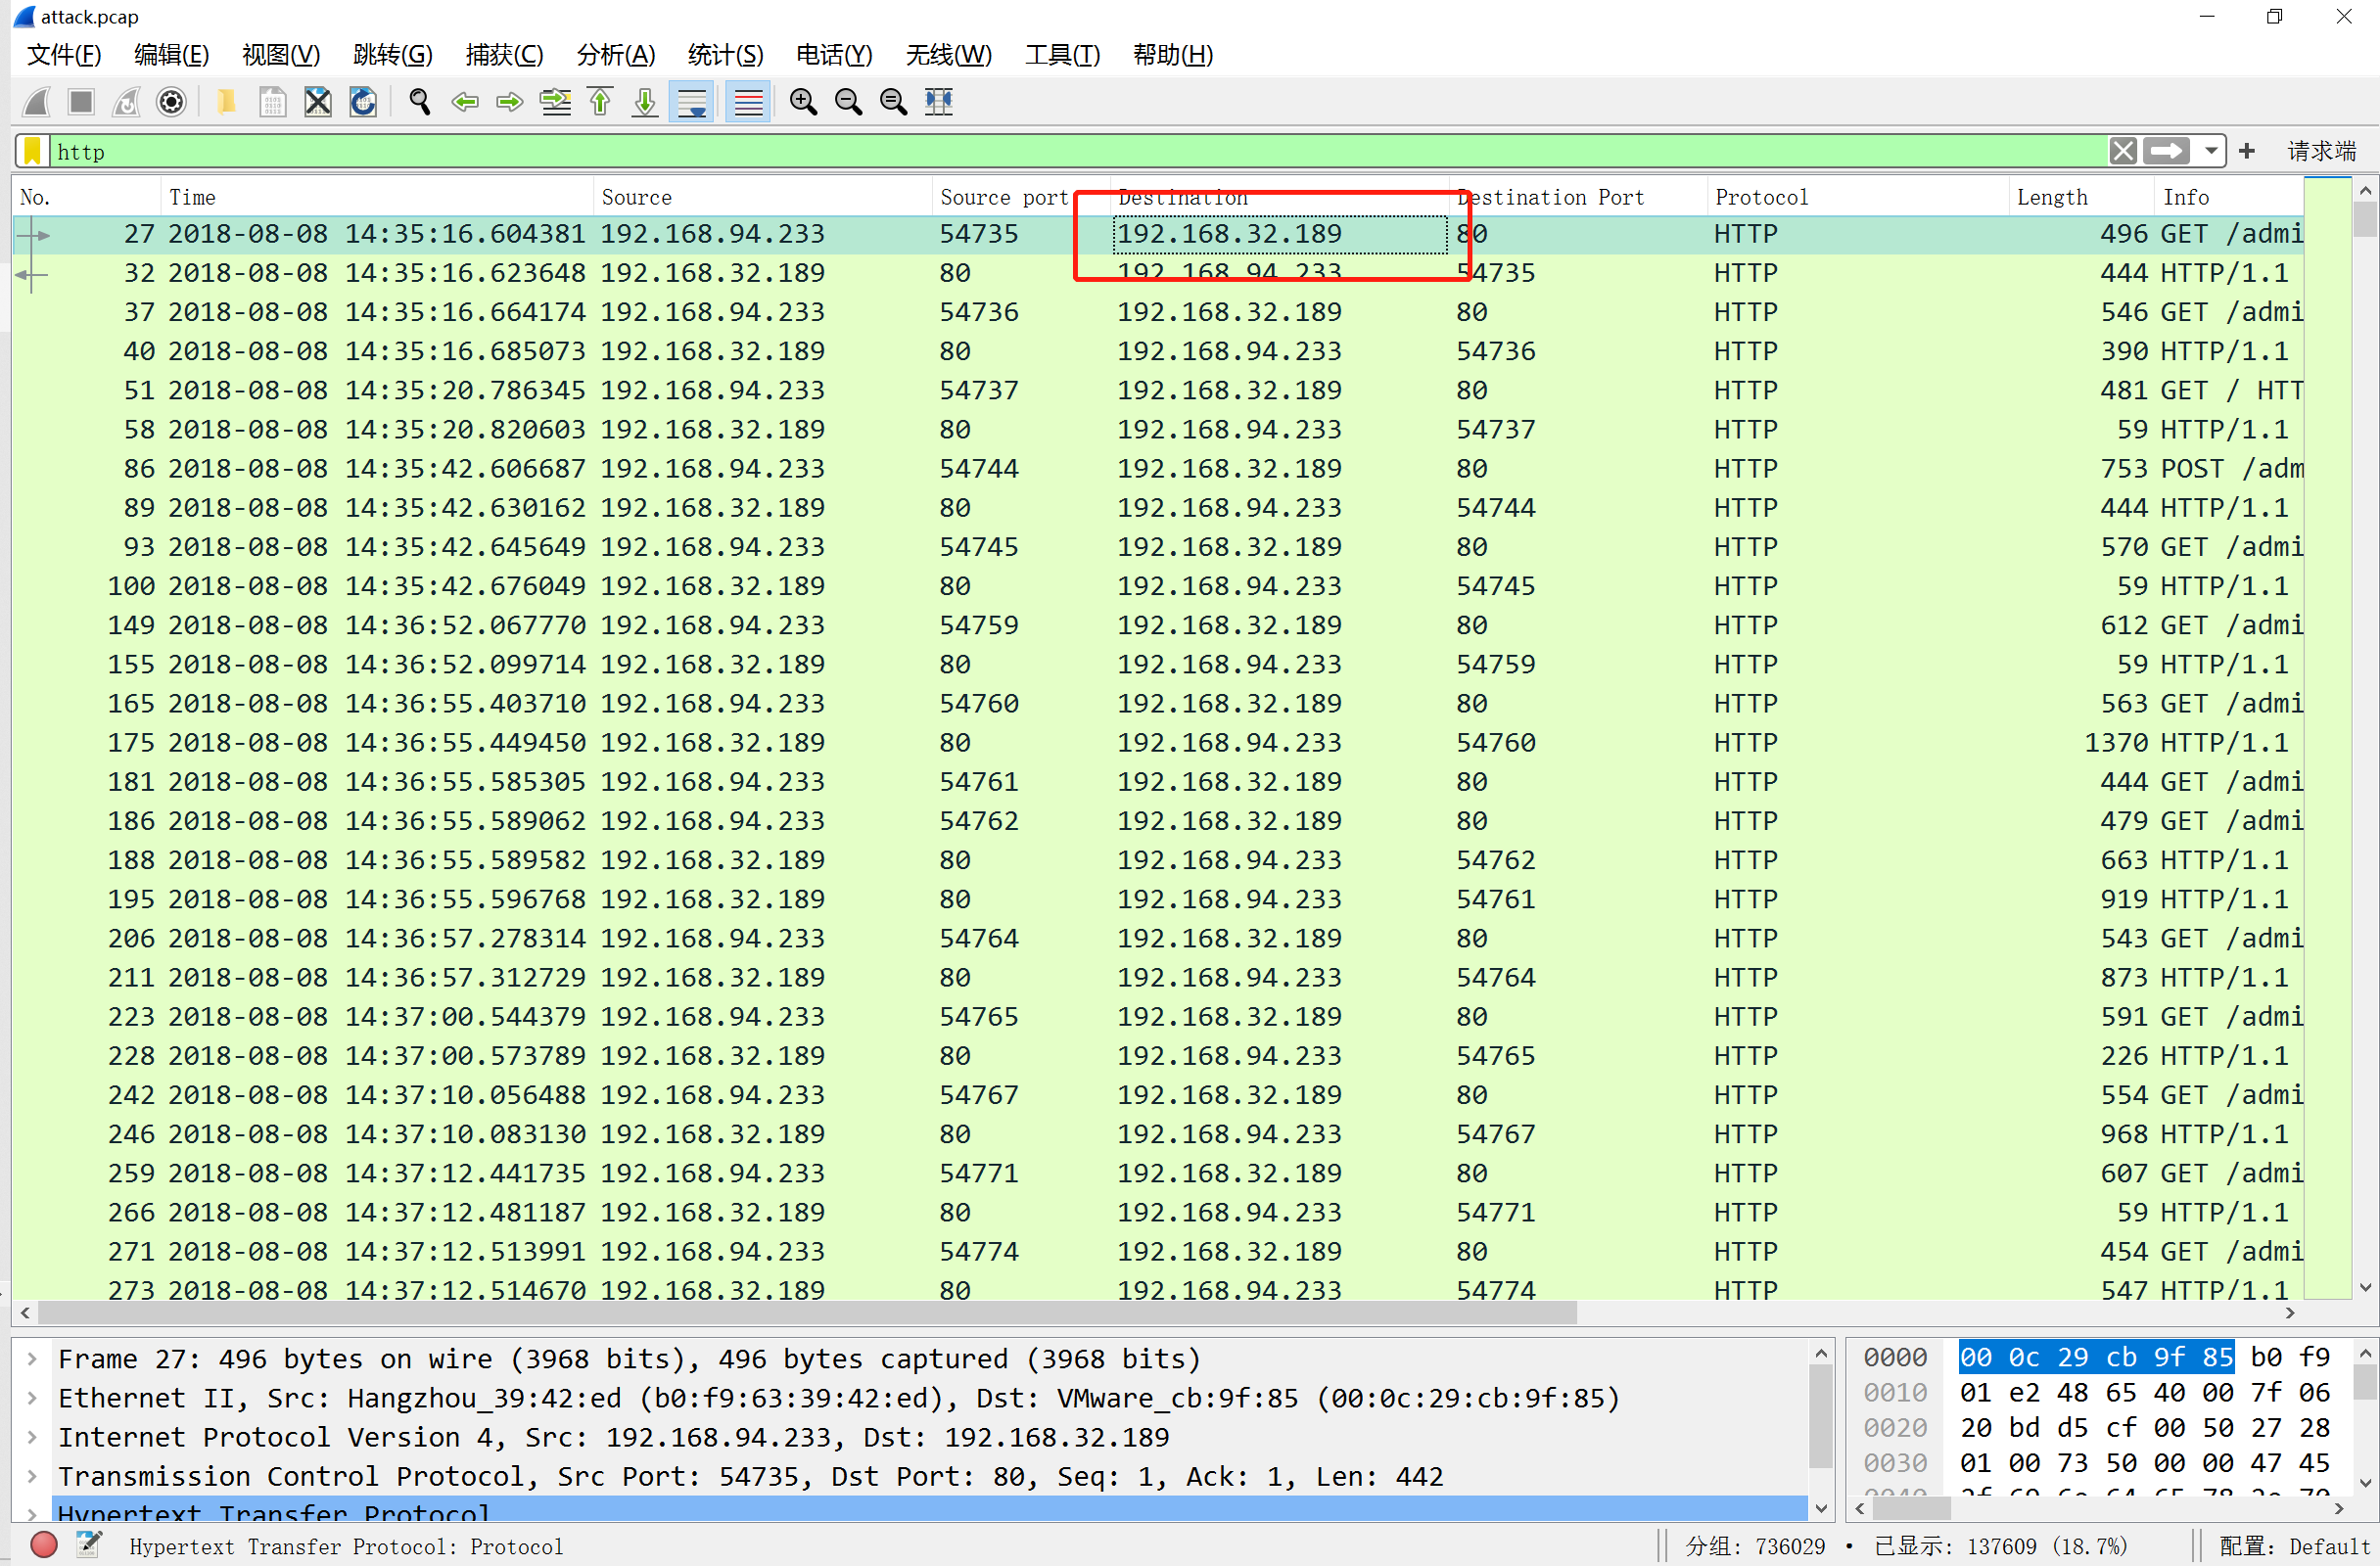 attack.pcap
文件(F) 编辑(E) 视图(V) 跳转(G) 捕获(C) 分析(A) 统计(S) 电话(Y) 无线(W) 工具(T) 帮助(H)
http 请求端
No. Time Source Source port Destination Destination Port Protocol Length Info
27 2018-08-08 14:35:16.604381 192.168.94.233 54735 192.168.32.189 80 HTTP 496 GET /admi
32 2018-08-08 14:35:16.623648 192.168.32.189 80 192.168.94.233 54735 HTTP 444 HTTP/1.1
37 2018-08-08 14:35:16.664174 192.168.94.233 54736 192.168.32.189 80 HTTP 546 GET /admi
40 2018-08-08 14:35:16.685073 192.168.32.189 80 192.168.94.233 54736 HTTP 390 HTTP/1.1
51 2018-08-08 14:35:20.786345 192.168.94.233 54737 192.168.32.189 80 HTTP 481 GET / HTT
58 2018-08-08 14:35:20.820603 192.168.32.189 80 192.168.94.233 54737 HTTP 59 HTTP/1.1
86 2018-08-08 14:35:42.606687 192.168.94.233 54744 192.168.32.189 80 HTTP 753 POST /adm
89 2018-08-08 14:35:42.630162 192.168.32.189 80 192.168.94.233 54744 HTTP 444 HTTP/1.1
93 2018-08-08 14:35:42.645649 192.168.94.233 54745 192.168.32.189 80 HTTP 570 GET /admi
100 2018-08-08 14:35:42.676049 192.168.32.189 80 192.168.94.233 54745 HTTP 59 HTTP/1.1
149 2018-08-08 14:36:52.067770 192.168.94.233 54759 192.168.32.189 80 HTTP 612 GET /admi
155 2018-08-08 14:36:52.099714 192.168.32.189 80 192.168.94.233 54759 HTTP 59 HTTP/1.1
165 2018-08-08 14:36:55.403710 192.168.94.233 54760 192.168.32.189 80 HTTP 563 GET /admi
175 2018-08-08 14:36:55.449450 192.168.32.189 80 192.168.94.233 54760 HTTP 1370 HTTP/1.1
181 2018-08-08 14:36:55.585305 192.168.94.233 54761 192.168.32.189 80 HTTP 444 GET /admi
186 2018-08-08 14:36:55.589062 192.168.94.233 54762 192.168.32.189 80 HTTP 479 GET /admi
188 2018-08-08 14:36:55.589582 192.168.32.189 80 192.168.94.233 54762 HTTP 663 HTTP/1.1
195 2018-08-08 14:36:55.596768 192.168.32.189 80 192.168.94.233 54761 HTTP 919 HTTP/1.1
206 2018-08-08 14:36:57.278314 192.168.94.233 54764 192.168.32.189 80 HTTP 543 GET /admi
211 2018-08-08 14:36:57.312729 192.168.32.189 80 192.168.94.233 54764 HTTP 873 HTTP/1.1
223 2018-08-08 14:37:00.544379 192.168.94.233 54765 192.168.32.189 80 HTTP 591 GET /admi
228 2018-08-08 14:37:00.573789 192.168.32.189 80 192.168.94.233 54765 HTTP 226 HTTP/1.1
242 2018-08-08 14:37:10.056488 192.168.94.233 54767 192.168.32.189 80 HTTP 554 GET /admi
246 2018-08-08 14:37:10.083130 192.168.32.189 80 192.168.94.233 54767 HTTP 968 HTTP/1.1
259 2018-08-08 14:37:12.441735 192.168.94.233 54771 192.168.32.189 80 HTTP 607 GET /admi
266 2018-08-08 14:37:12.481187 192.168.32.189 80 192.168.94.233 54771 HTTP 59 HTTP/1.1
271 2018-08-08 14:37:12.513991 192.168.94.233 54774 192.168.32.189 80 HTTP 454 GET /admi
273 2018-08-08 14:37:12.514670 192.168.32.189 80 192.168.94.233 54774 HTTP 547 HTTP/1.1
Frame 27: 496 bytes on wire (3968 bits), 496 bytes captured (3968 bits)
Ethernet II, Src: Hangzhou_39:42:ed (b0:f9:63:39:42:ed), Dst: VMware_cb:9f:85 (00:0c:29:cb:9f:85)
Internet Protocol Version 4, Src: 192.168.94.233, Dst: 192.168.32.189
Transmission Control Protocol, Src Port: 54735, Dst Port: 80, Seq: 1, Ack: 1, Len: 442
Hypertext Transfer Protocol
0000 00 0c 29 cb 9f 85 b0 f9
0010 01 e2 48 65 40 00 7f 06
0020 20 bd d5 cf 00 50 27 28
0030 01 00 73 50 00 00 47 45
Hypertext Transfer Protocol: Protocol 分组: 736029 • 已显示: 137609 (18.7%) 配置: Default